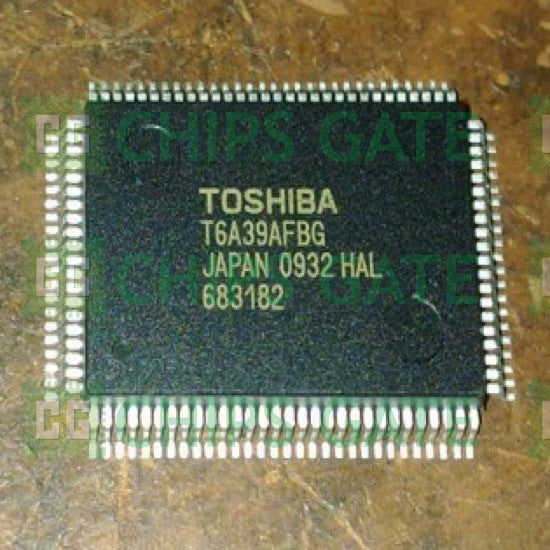 CHIPS GATE
TOSHIBA
T6A39AFBG
JAPAN 0932 HAL
683182
CHIPS GATE
CHIPS GATE